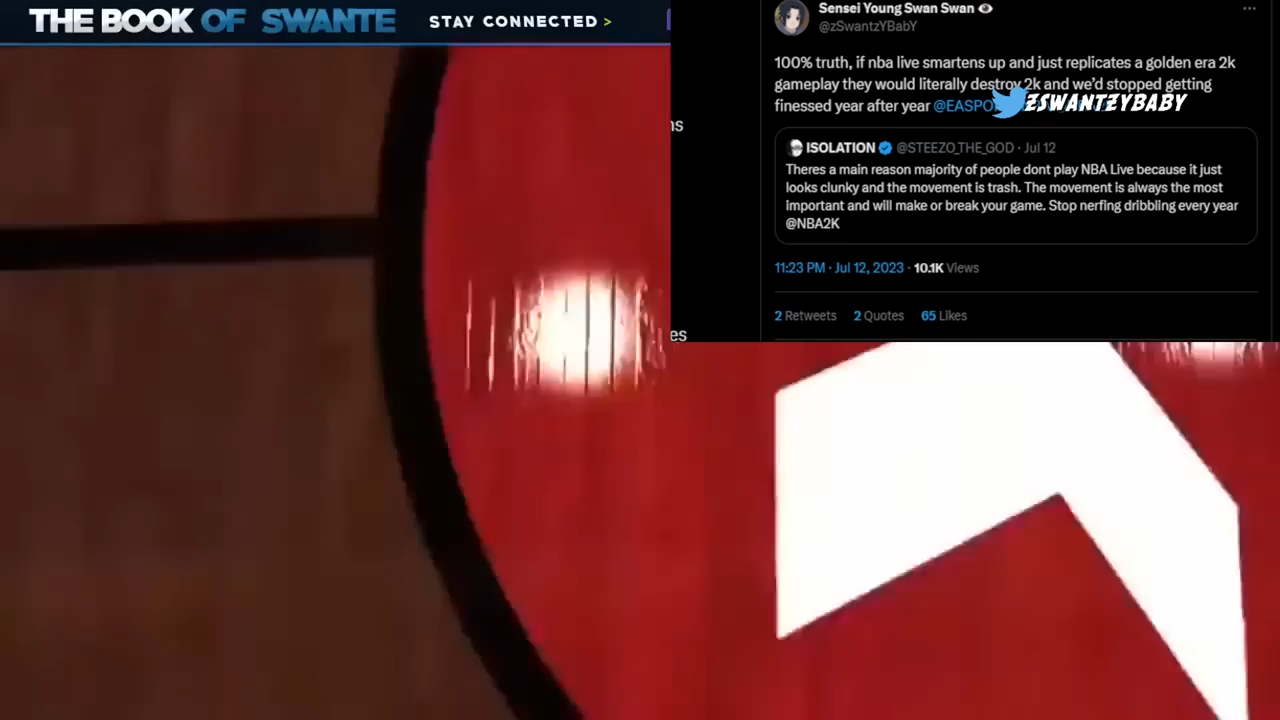 THE BOOK OF SWANTE
STAY CONNECTED >
Sensei Young Swan Swan
@zSwantzYBabY
100% truth, if nba live smartens up and just replicates a golden era 2k
gameplay they would literally destroy 2k and we'd stopped getting
finessed year after year @EASPO
ZSWANTZYBABY
ISOLATION @STEEZO_THE_GOD · Jul 12
Theres a main reason majority of people dont play NBA Live because it just
looks clunky and the movement is trash. The movement is always the most
important and will make or break your game. Stop nerfing dribbling every year
@NBA2K
11:23 PM · Jul 12, 2023 · 10.1K Views
2 Retweets 2 Quotes 65 Likes
ns
es